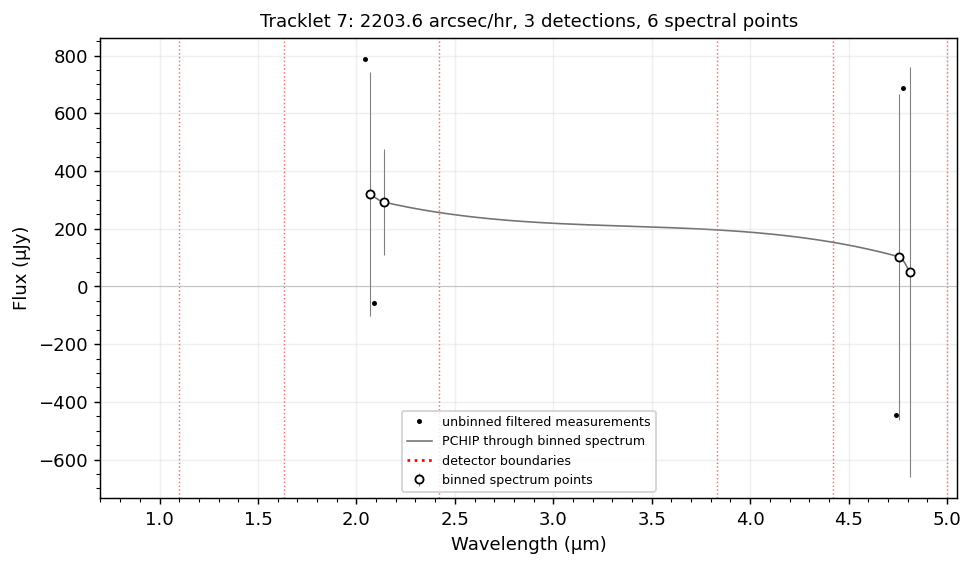 Tracklet 7: 2203.6 arcsec/hr, 3 detections, 6 spectral points
Flux (μJy)
800
600
400
200
0
−200
−400
−600
unbinned filtered measurements
PCHIP through binned spectrum
detector boundaries
binned spectrum points
1.0 1.5 2.0 2.5 3.0 3.5 4.0 4.5 5.0
Wavelength (μm)